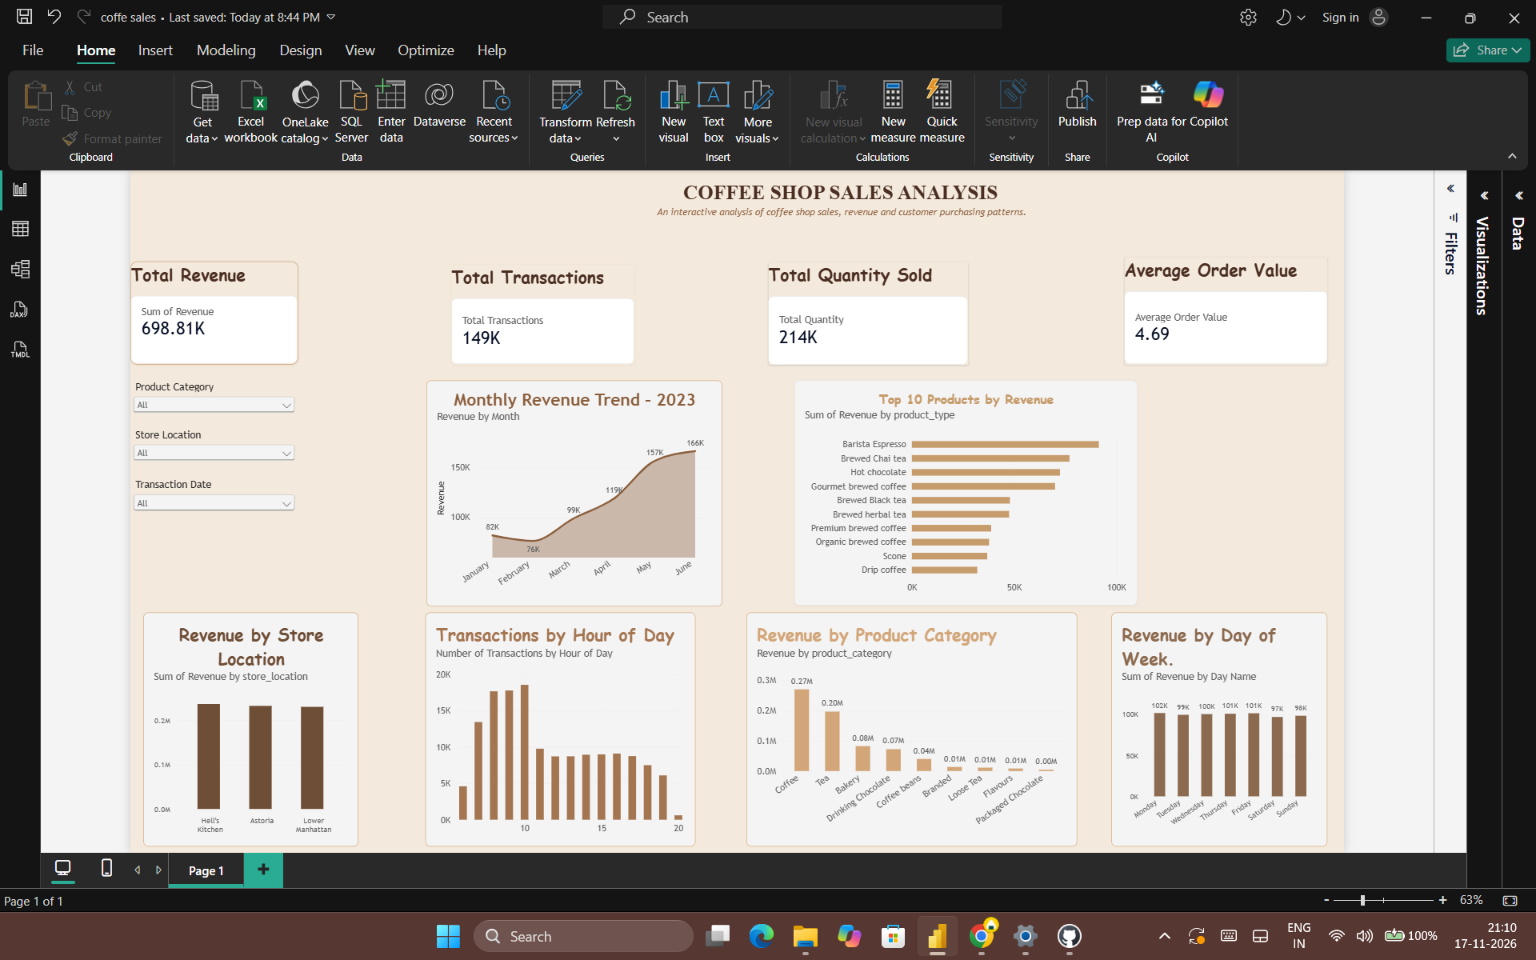 coffe sales • Last saved: Today at 8:44 PM
Search
Sign in
File Home Insert Modeling Design View Optimize Help
Share
Paste
Cut
Copy
Format painter
Clipboard
Get data
Excel workbook
OneLake catalog
SQL Server
Enter data
Dataverse
Recent sources
Data
Transform data
Refresh
Queries
New visual
Text box
More visuals
Insert
New visual calculation
New measure
Quick measure
Calculations
Sensitivity
Sensitivity
Publish
Share
Prep data for AI
Copilot
Copilot
DAX
TMDL
COFFEE SHOP SALES ANALYSIS
An interactive analysis of coffee shop sales, revenue and customer purchasing patterns.
Total Revenue
Sum of Revenue
698.81K
Total Transactions
Total Transactions
149K
Total Quantity Sold
Total Quantity
214K
Average Order Value
Average Order Value
4.69
Product Category
All
Store Location
All
Transaction Date
All
Monthly Revenue Trend - 2023
Revenue by Month
Revenue
150K
100K
82K
76K
99K
119K
157K
166K
January
February
March
April
May
June
Top 10 Products by Revenue
Sum of Revenue by product_type
Barista Espresso
Brewed Chai tea
Hot chocolate
Gourmet brewed coffee
Brewed Black tea
Brewed herbal tea
Premium brewed coffee
Organic brewed coffee
Scone
Drip coffee
0K 50K 100K
Revenue by Store
Location
Sum of Revenue by store_location
0.2M
0.1M
0.0M
Hell's Kitchen
Astoria
Lower Manhattan
Transactions by Hour of Day
Number of Transactions by Hour of Day
20K
15K
10K
5K
0K
10 15 20
Revenue by Product Category
Revenue by product_category
0.3M
0.2M
0.1M
0.0M
0.27M
0.20M
0.08M
0.07M
0.04M
0.01M
0.01M
0.01M
0.00M
Coffee
Tea
Bakery
Drinking Chocolate
Coffee beans
Branded
Loose Tea
Flavours
Packaged Chocolate
Revenue by Day of
Week.
Sum of Revenue by Day Name
100K
50K
0K
102K 99K 100K 101K 101K 97K 98K
Monday
Tuesday
Wednesday
Thursday
Friday
Saturday
Sunday
Filters
Visualizations
Data
Page 1
Page 1 of 1
63%
Search
ENG
IN
100%
21:10
17-11-2026